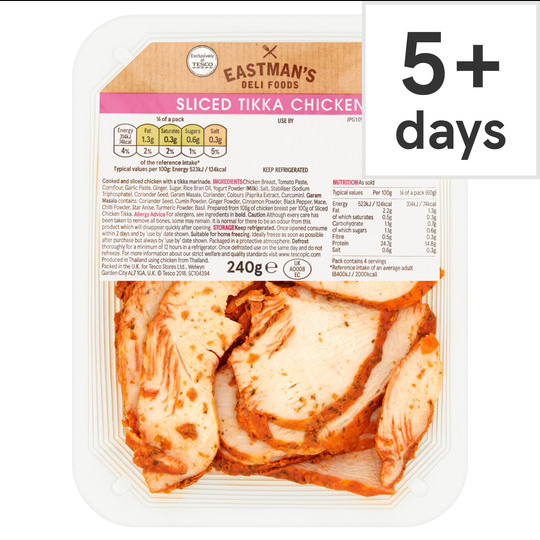 5+
days
Exclusively
at
TESCO
EASTMAN'S
DELI FOODS
SLICED TIKKA CHICKEN
¼ of a pack
USE BY
Energy
314kJ
74kcal
4%
Fat
1.3g
2%
Saturates
0.3g
2%
Sugars
0.6g
1%
Salt
0.3g
5%
of the reference intake*
Typical values per 100g: Energy 523kJ / 124kcal
KEEP REFRIGERATED
Cooked and sliced chicken with a tikka marinade. INGREDIENTS Chicken Breast, Tomato Paste,
Cornflour, Garlic Paste, Ginger, Sugar, Rice Bran Oil, Yogurt Powder (Milk), Salt, Stabiliser (Sodium
Triphosphate), Coriander Seed, Garam Masala, Coriander, Colours (Paprika Extract, Curcumin). Garam
Masala contains: Coriander Seed, Cumin Powder, Ginger Powder, Cinnamon Powder, Black Pepper, Mace,
Chilli Powder, Star Anise, Turmeric Powder, Basil. Prepared from 108g of chicken breast per 100g of Sliced
Chicken Tikka. Allergy Advice For allergens, see ingredients in bold. Caution Although every care has
been taken to remove all bones, some may remain. It is normal for there to be an odour from this
product which will disappear quickly after opening. STORAGE Keep refrigerated. Once opened consume
within 2 days and by 'use by' date shown. Suitable for home freezing. Ideally freeze as soon as possible
after purchase but always by 'use by' date shown. Packaged in a protective atmosphere. Defrost
thoroughly for a minimum of 12 hours in a refrigerator. Once defrosted use on the same day and do not
refreeze. For more information about our strict welfare and quality standards visit www.tescoplc.com
Produced in Thailand using chicken from Thailand.
Packed in the U.K. for Tesco Stores Ltd., Welwyn
Garden City AL7 1GA, U.K. © Tesco 2018. SC104394
240g e
UK
AO008
EC
NUTRITION As sold
Typical values Per 100g ¼ of a pack (60g)
Energy 523kJ / 124kcal 314kJ / 74kcal
Fat 2.2g 1.3g
of which saturates 0.5g 0.3g
Carbohydrate 1.1g 0.7g
of which sugars 1.1g 0.6g
Fibre 0.5g 0.3g
Protein 24.7g 14.8g
Salt 0.6g 0.3g
Pack contains 4 servings
*Reference intake of an average adult
(8400kJ / 2000kcal)